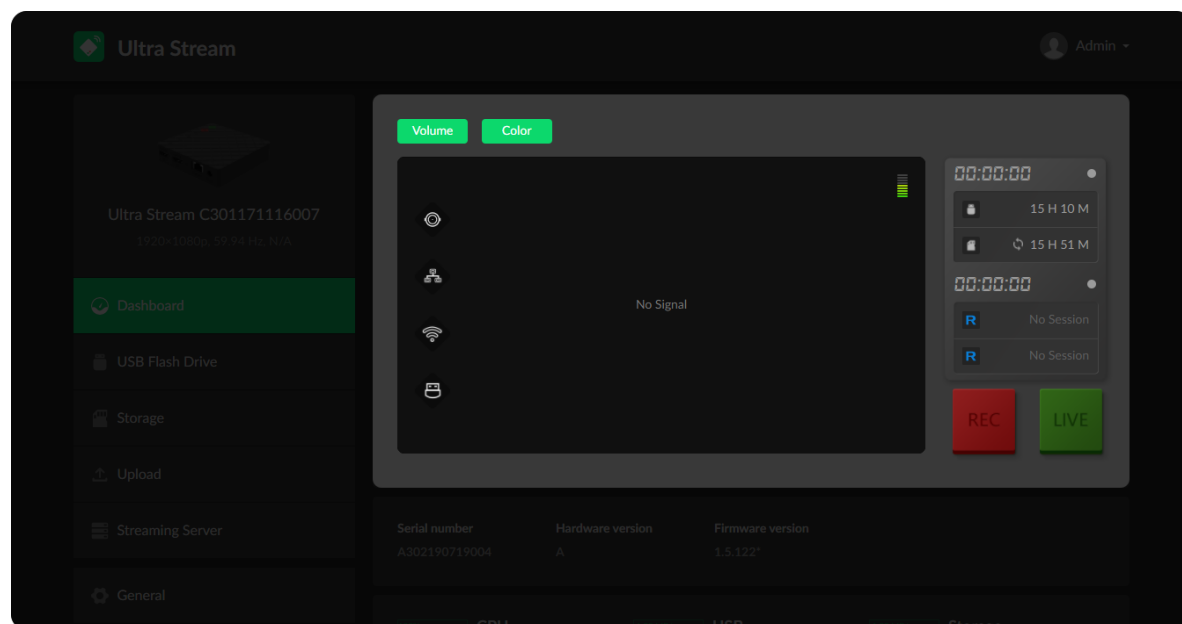 Ultra Stream
Admin
Volume Color
00:00:00
15 H 10 M
15 H 51 M
Ultra Stream C301171116007
1920×1080p, 59.94 Hz, N/A
00:00:00
Dashboard
No Signal
R No Session
USB Flash Drive
R No Session
Storage
REC LIVE
Upload
Streaming Server
Serial number Hardware version Firmware version
A302190719004 A 1.5.122*
General
CPU USB